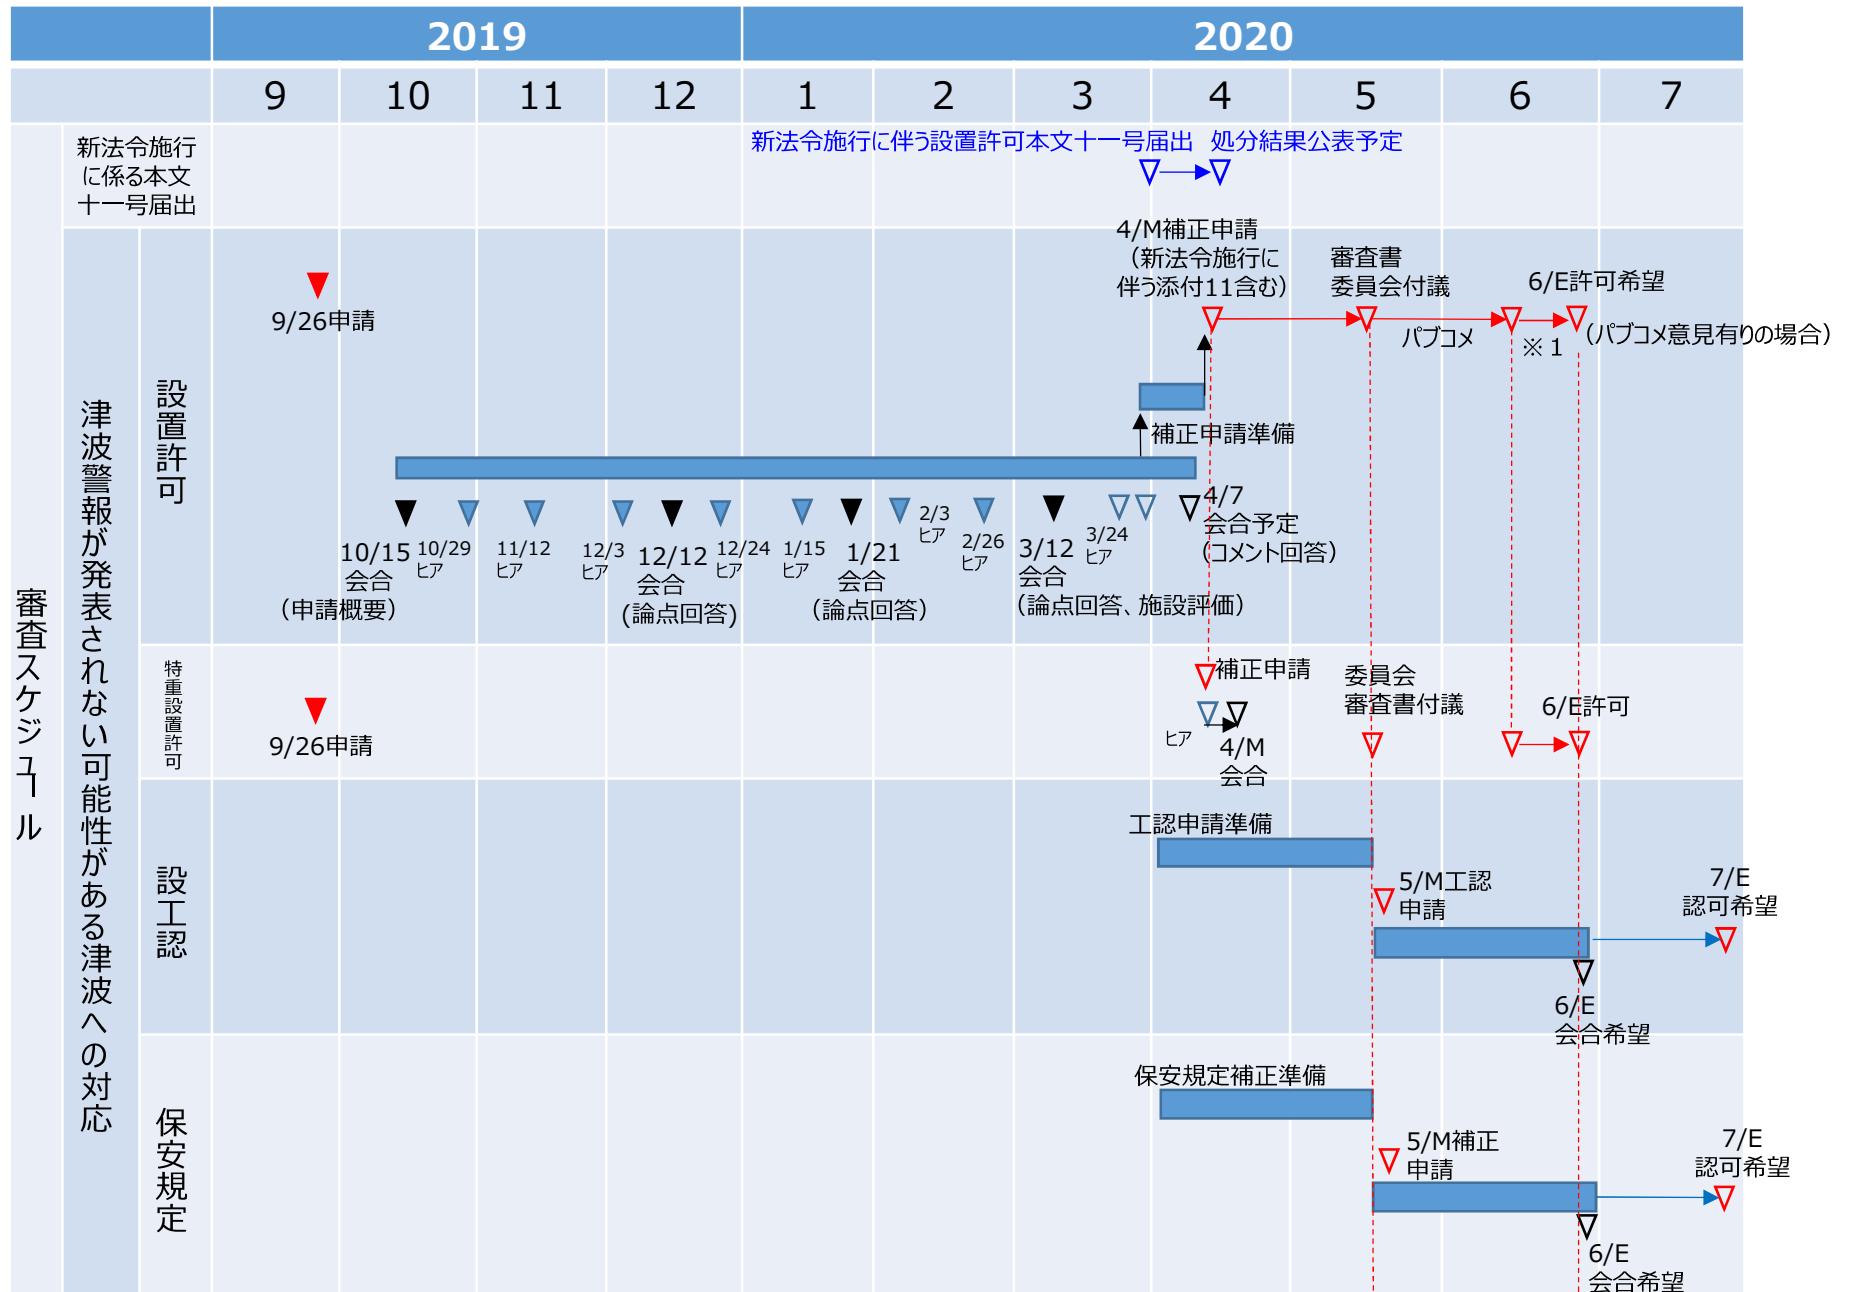 2019
2020
9
10
11
12
1
2
3
4
5
6
7
審査スケジュール
新法令施行
に係る本文
十一号届出
新法令施行に伴う設置許可本文十一号届出
処分結果公表予定
津波警報が発表されない可能性がある津波への対応
設置許可
9/26申請
4/M補正申請
（新法令施行に
伴う添付11含む）
審査書
委員会付議
6/E許可希望
パブコメ
※１
（パブコメ意見有りの場合）
補正申請準備
10/15
会合
（申請概要）
10/29
ヒア
11/12
ヒア
12/3
ヒア
12/12
会合
(論点回答)
12/24
ヒア
1/15
ヒア
1/21
会合
（論点回答）
2/3
ヒア
2/26
ヒア
3/12
会合
（論点回答、施設評価）
3/24
ヒア
4/7
会合予定
（コメント回答）
特重設置許可
9/26申請
補正申請
ヒア
4/M
会合
委員会
審査書付議
6/E許可
設工認
工認申請準備
5/M工認
申請
6/E
会合希望
7/E
認可希望
保安規定
保安規定補正準備
5/M補正
申請
6/E
会合希望
7/E
認可希望